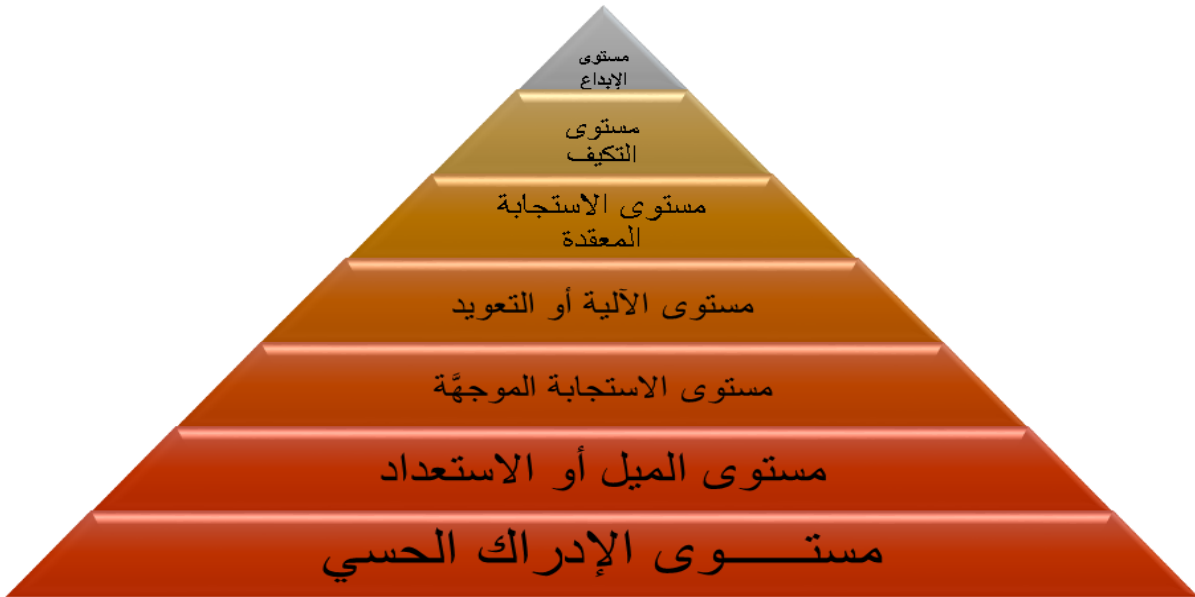 مستوى
الإبداع
مستوى
التكيف
مستوى الاستجابة
المعقدة
مستوى الآلية أو التعويد
مستوى الاستجابة الموجهَّة
مستوى الميل أو الاستعداد
مستـــــوى الإدراك الحسي